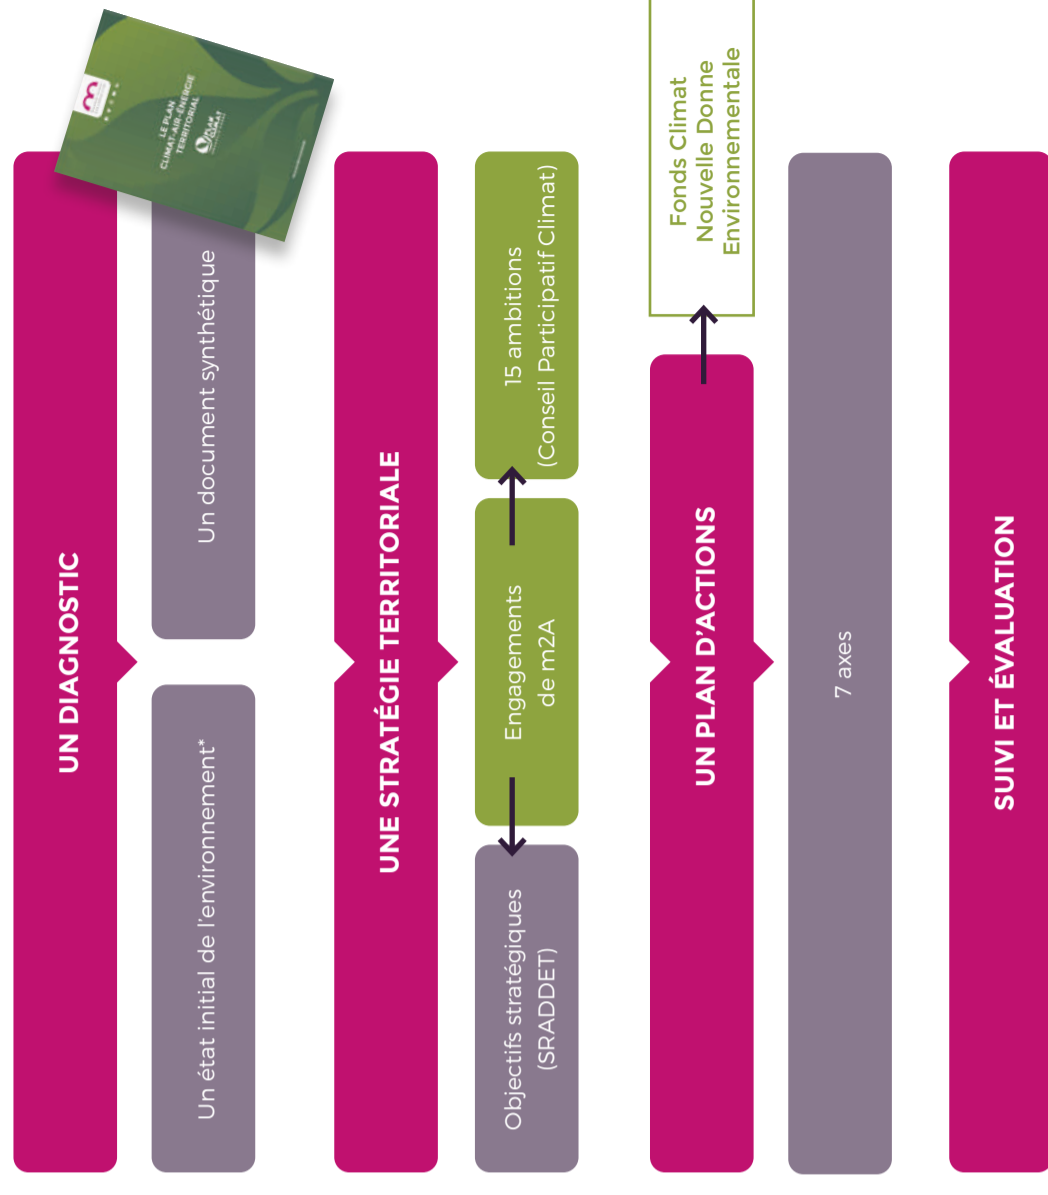 UN DIAGNOSTIC
Un état initial de l'environnement*
Un document synthétique
LE PLAN
CLIMAT-AIR-ÉNERGIE
TERRITORIAL
PLAN
CLIMAT
UNE STRATÉGIE TERRITORIALE
Objectifs stratégiques
(SRADDET)
Engagements
de m2A
15 ambitions
(Conseil Participatif Climat)
UN PLAN D'ACTIONS
Fonds Climat
Nouvelle Donne
Environnementale
7 axes
SUIVI ET ÉVALUATION